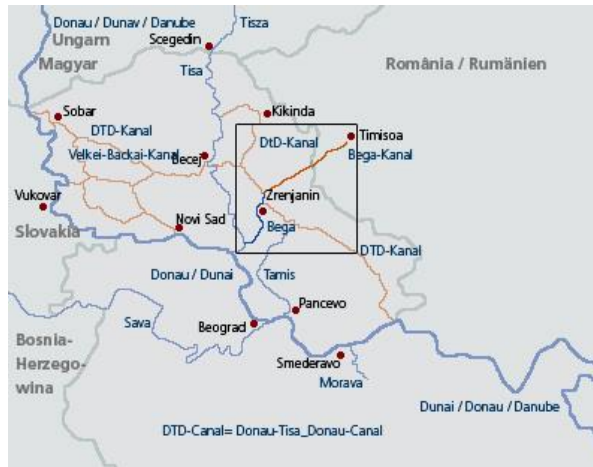 Donau / Dunav / Danube
Tisza
Ungarn
Scegedin
Magyar
România / Rumänien
Tisa
Sobar
Kikinda
DTD-Kanal
DtD-Kanal
Timisoa
Velkei-Backai-Kanal
Becej
Bega-Kanal
Vukovar
Zrenjanin
Novi Sad
Slovakia
Bega
DTD-Kanal
Donau / Dunai
Tamis
Pancevo
Sava
Beograd
Bosnia-
Herzego-
wina
Smederavo
Morava
Dunai / Donau / Danube
DTD-Canal= Donau-Tisa_Donau-Canal